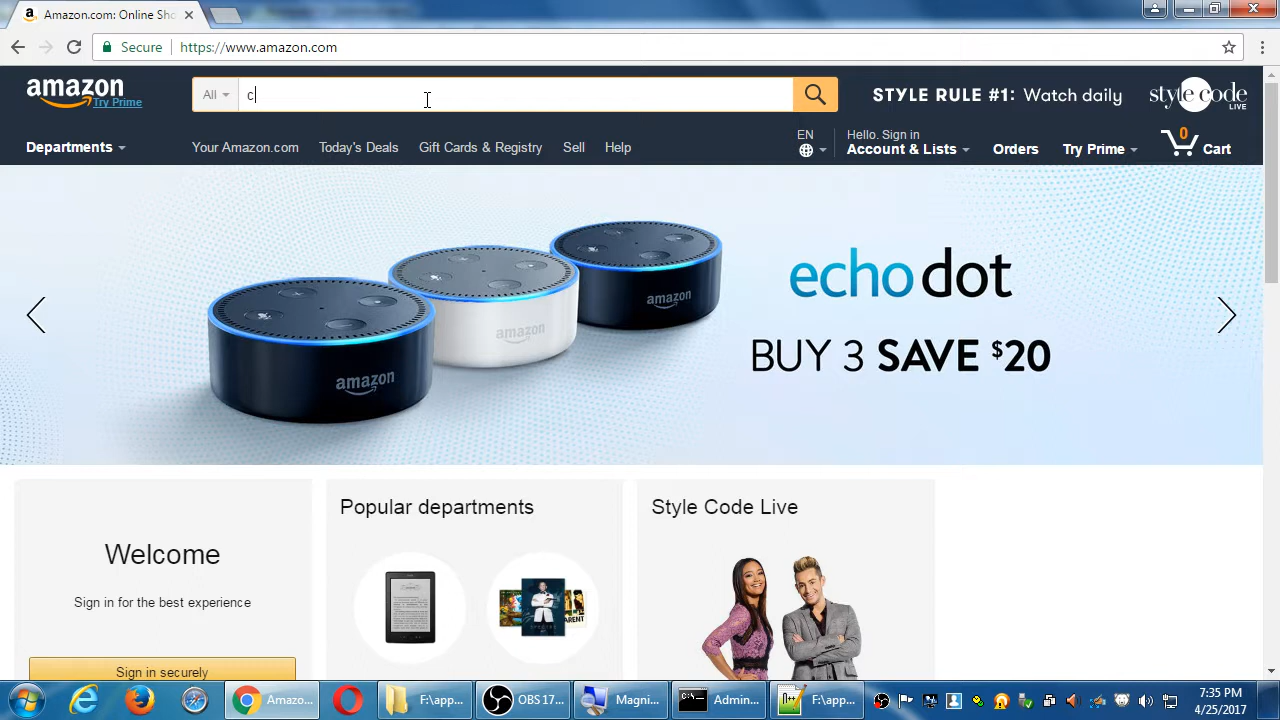 Amazon.com: Online Sho
Secure https://www.amazon.com
amazon
Try Prime
All
c
STYLE RULE #1: Watch daily
style code
LIVE
Departments
Your Amazon.com
Today's Deals
Gift Cards & Registry
Sell
Help
EN
Hello. Sign in
Account & Lists
Orders
Try Prime
0
Cart
amazon
amazon
amazon
echo dot
BUY 3 SAVE $20
Welcome
Sign in for the best experience
Sign in securely
Popular departments
Style Code Live
Amazo...
F:\app...
OBS 17...
Magni...
Admin...
F:\app...
7:35 PM
4/25/2017